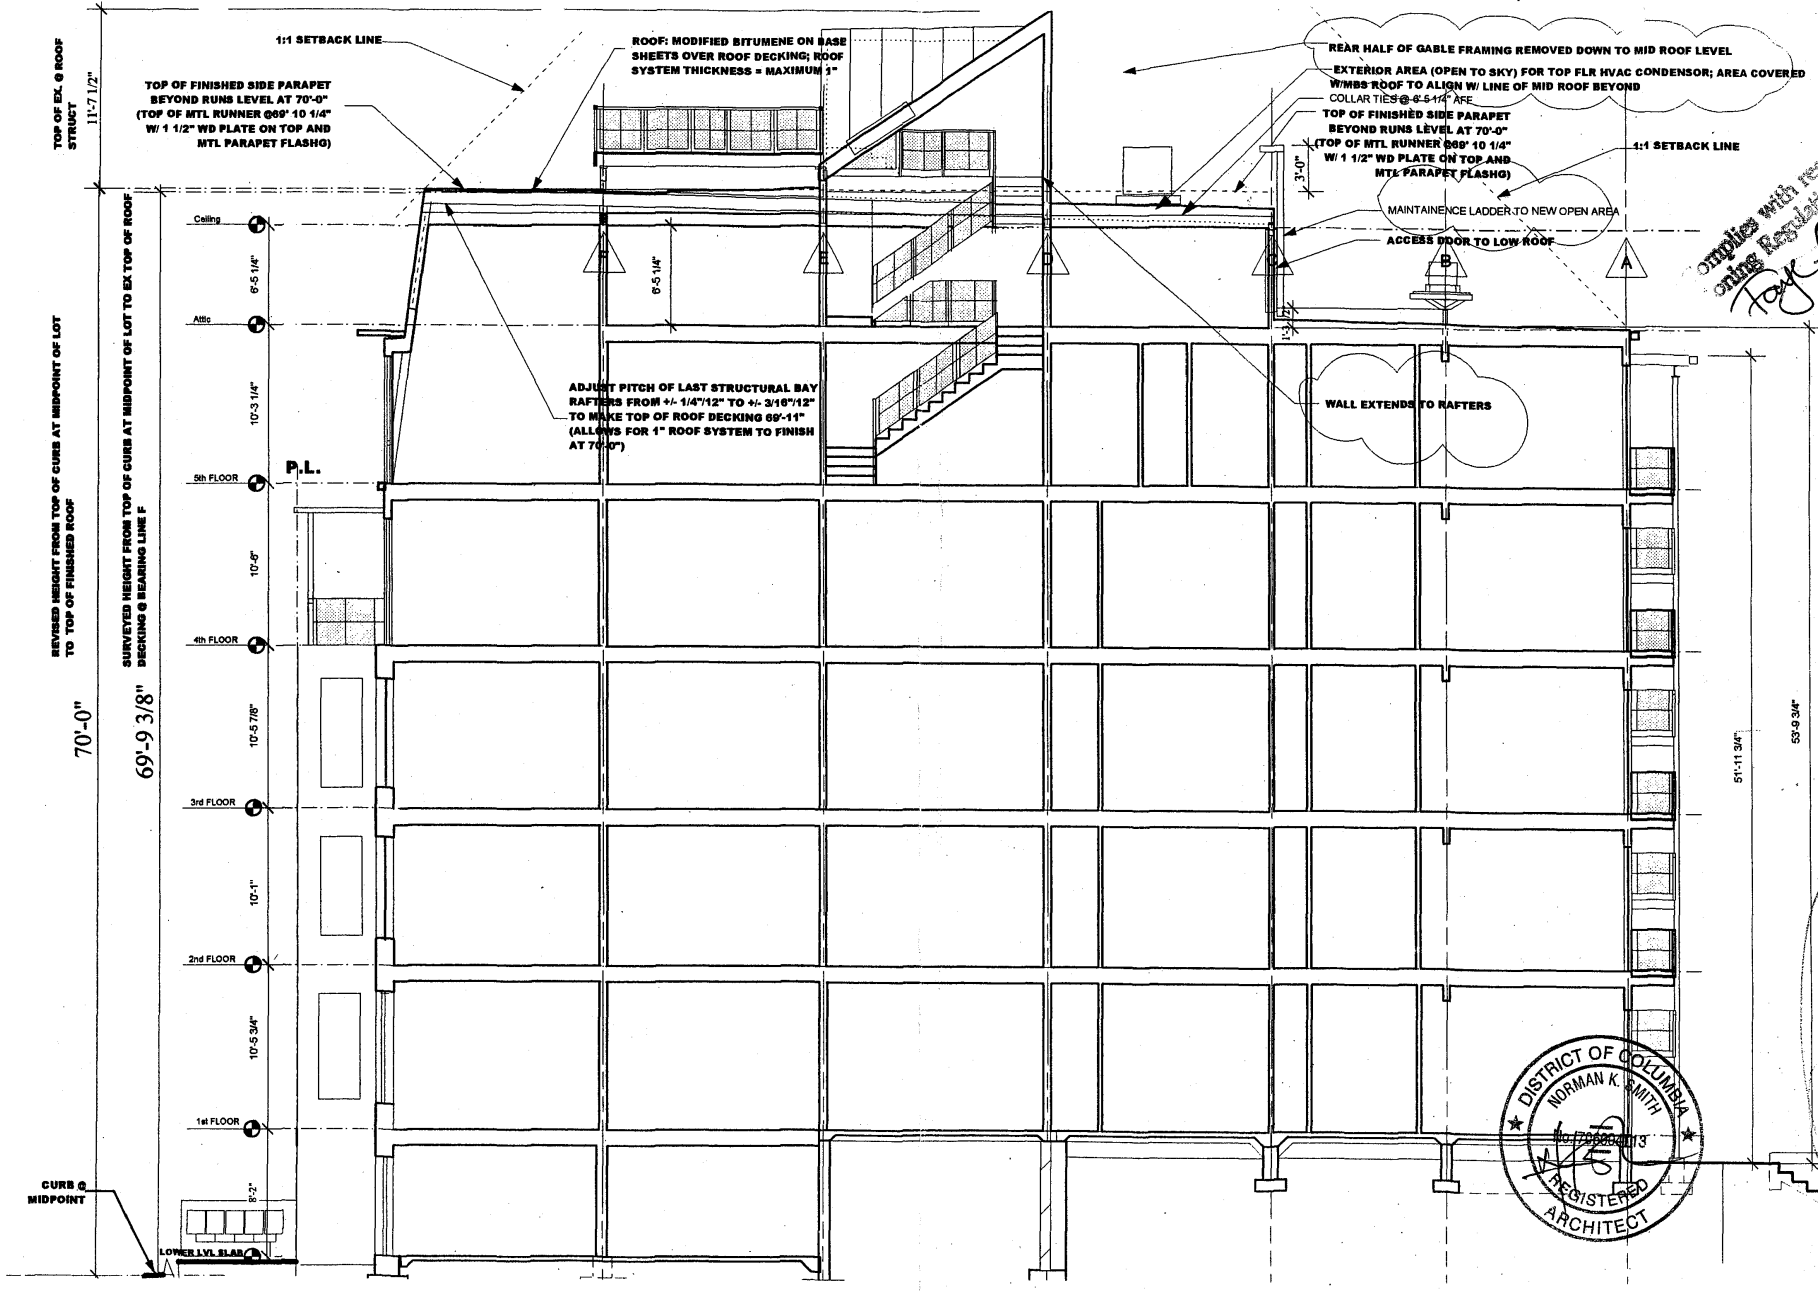 TOP OF EX. @ ROOF
STRUCT
11'-7 1/2"
1:1 SETBACK LINE
TOP OF FINISHED SIDE PARAPET
BEYOND RUNS LEVEL AT 70'-0"
(TOP OF MTL RUNNER @69' 10 1/4"
W/ 1 1/2" WD PLATE ON TOP AND
MTL PARAPET FLASHG)
ROOF: MODIFIED BITUMENE ON BASE
SHEETS OVER ROOF DECKING; ROOF
SYSTEM THICKNESS = MAXIMUM 1"
REAR HALF OF GABLE FRAMING REMOVED DOWN TO MID ROOF LEVEL
EXTERIOR AREA (OPEN TO SKY) FOR TOP FLR HVAC CONDENSOR; AREA COVERED
W/MBS ROOF TO ALIGN W/ LINE OF MID ROOF BEYOND
COLLAR TIES @ 6' 5 1/4" AFF
TOP OF FINISHED SIDE PARAPET
BEYOND RUNS LEVEL AT 70'-0"
(TOP OF MTL RUNNER @69' 10 1/4"
W/ 1 1/2" WD PLATE ON TOP AND
MTL PARAPET FLASHG)
1:1 SETBACK LINE
3'-0"
MAINTAINENCE LADDER TO NEW OPEN AREA
ACCESS DOOR TO LOW ROOF
Complies with
Zoning
Ceiling
6'-5 1/4"
6'-5 1/4"
F
E
D
C
B
A
Attic
10'-3 1/4"
ADJUST PITCH OF LAST STRUCTURAL BAY
RAFTERS FROM +/- 1/4"/12" TO +/- 3/16"/12"
TO MAKE TOP OF ROOF DECKING 69'-11"
(ALLOWS FOR 1" ROOF SYSTEM TO FINISH
AT 70'-0")
WALL EXTENDS TO RAFTERS
P.L.
5th FLOOR
10'-6"
4th FLOOR
10'-5 7/8"
3rd FLOOR
10'-1"
2nd FLOOR
10'-5 3/4"
1st FLOOR
8'-2"
LOWER LVL SLAB
CURB @
MIDPOINT
REVISED HEIGHT FROM TOP OF CURB AT MIDPOINT OF LOT
TO TOP OF FINISHED ROOF
70'-0"
SURVEYED HEIGHT FROM TOP OF CURB AT MIDPOINT OF LOT TO EX. TOP OF ROOF
DECKING @ BEARING LINE F
69'-9 3/8"
51'-11 3/4"
53'-9 3/4"
DISTRICT OF COLUMBIA
NORMAN K. SMITH
REGISTERED
ARCHITECT